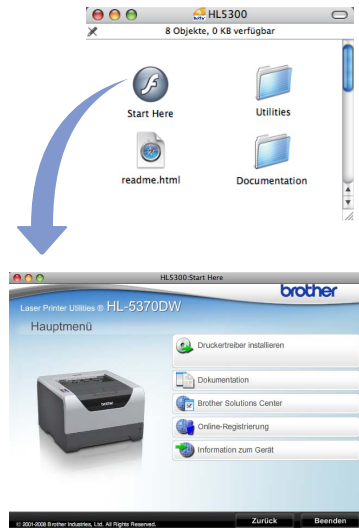 HL5300
8 Objekte, 0 KB verfügbar
Start Here
Utilities
readme.html
Documentation
HL5300:Start Here
brother
Laser Printer Utilities ® HL-5370DW
Hauptmenü
Druckertreiber installieren
Dokumentation
Brother Solutions Center
Online-Registrierung
Information zum Gerät
© 2001-2008 Brother Industries, Ltd. All Rights Reserved.
Zurück
Beenden